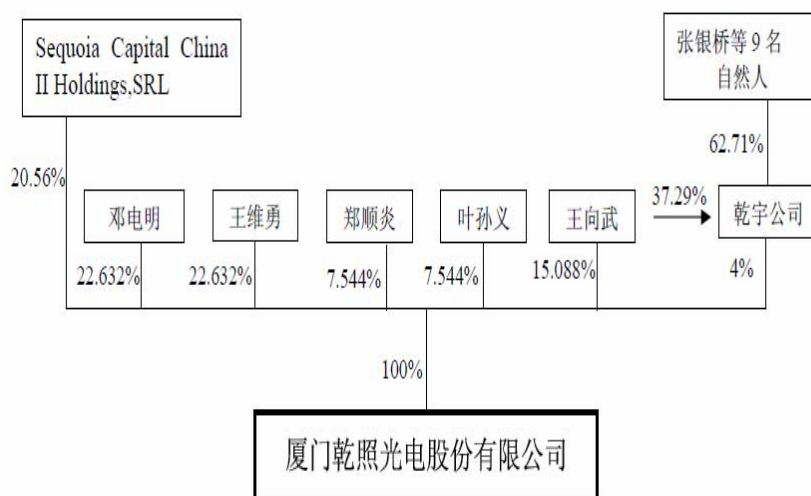 Sequoia Capital China
II Holdings,SRL
张银桥等9名
自然人
62.71%
20.56%
37.29%
邓电明
王维勇
郑顺炎
叶孙义
王向武
乾宇公司
22.632%
22.632%
7.544%
7.544%
15.088%
4%
100%
厦门乾照光电股份有限公司